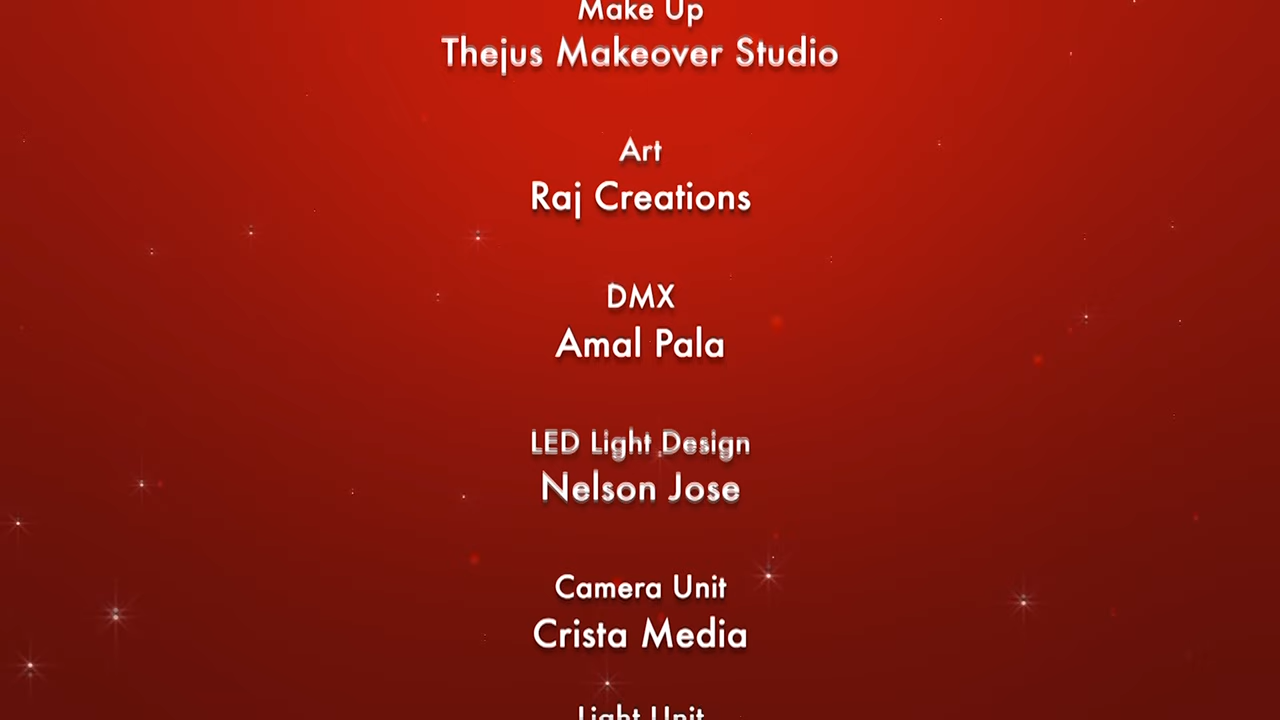 Make Up
Thejus Makeover Studio
Art
Raj Creations
DMX
Amal Pala
LED Light Design
Nelson Jose
Camera Unit
Crista Media
Light Unit